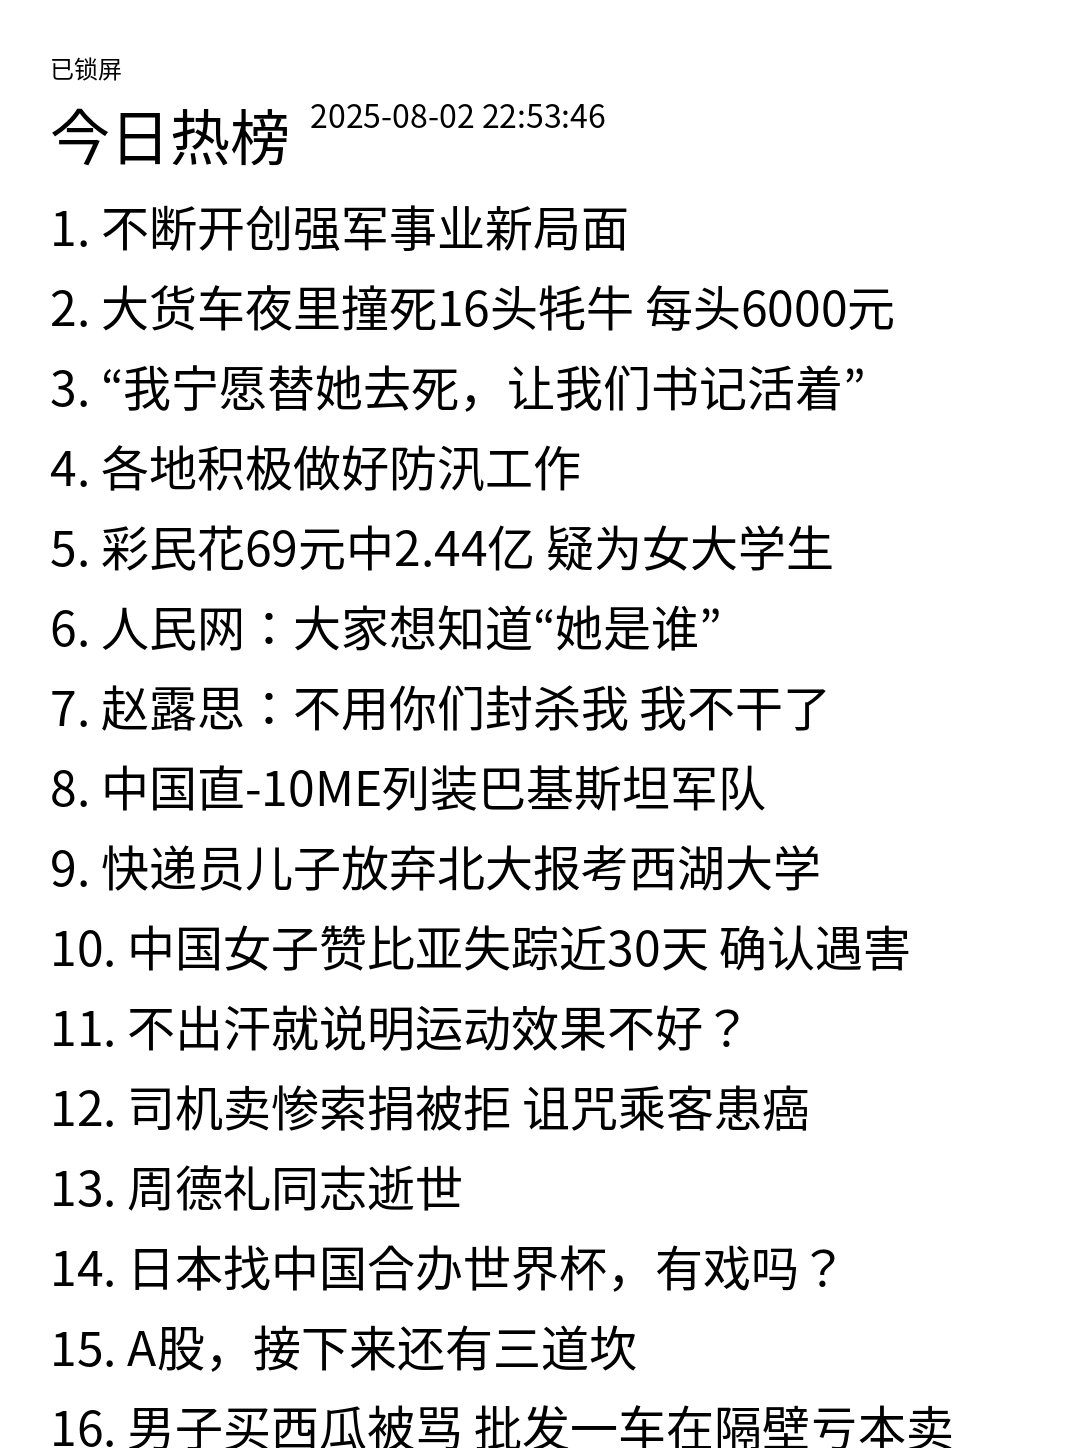 已锁屏
今日热榜 2025-08-02 22:53:46
1. 不断开创强军事业新局面
2. 大货车夜里撞死16头牦牛 每头6000元
3. “我宁愿替她去死，让我们书记活着”
4. 各地积极做好防汛工作
5. 彩民花69元中2.44亿 疑为女大学生
6. 人民网：大家想知道“她是谁”
7. 赵露思：不用你们封杀我 我不干了
8. 中国直-10ME列装巴基斯坦军队
9. 快递员儿子放弃北大报考西湖大学
10. 中国女子赞比亚失踪近30天 确认遇害
11. 不出汗就说明运动效果不好？
12. 司机卖惨索捐被拒 诅咒乘客患癌
13. 周德礼同志逝世
14. 日本找中国合办世界杯，有戏吗？
15. A股，接下来还有三道坎
16. 男子买西瓜被骂 批发一车在隔壁亏本卖